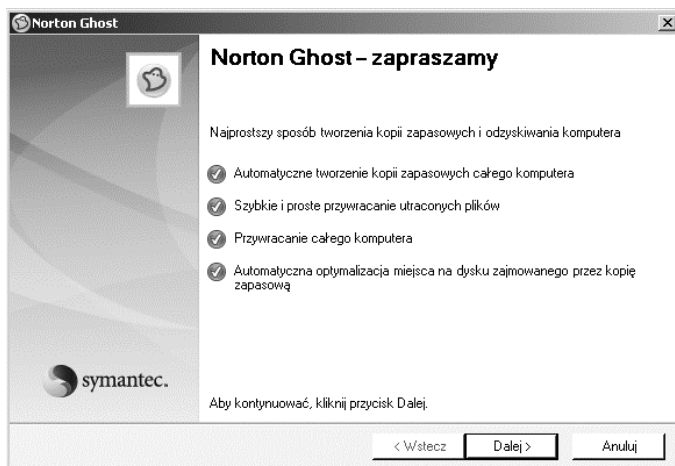 Norton Ghost
Norton Ghost – zapraszamy
Najprostszy sposób tworzenia kopii zapasowych i odzyskiwania komputera
Automatyczne tworzenie kopii zapasowych całego komputera
Szybkie i proste przywracanie utraconych plików
Przywracanie całego komputera
Automatyczna optymalizacja miejsca na dysku zajmowanego przez kopię
zapasową
symantec.
Aby kontynuować, kliknij przycisk Dalej.
< Wstecz
Dalej >
Anuluj